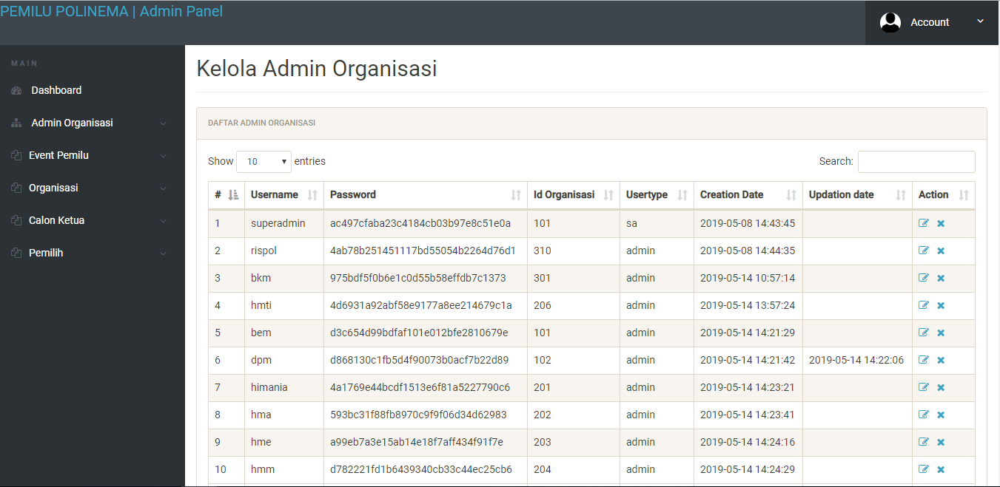 PEMILU POLINEMA | Admin Panel
Account
MAIN
Dashboard
Admin Organisasi
Event Pemilu
Organisasi
Calon Ketua
Pemilih
Kelola Admin Organisasi
DAFTAR ADMIN ORGANISASI
Show 10 entries
Search:
# Username Password Id Organisasi Usertype Creation Date Updation date Action
1 superadmin ac497cfaba23c4184cb03b97e8c51e0a 101 sa 2019-05-08 14:43:45
2 rispol 4ab78b251451117bd55054b2264d76d1 310 admin 2019-05-08 14:44:35
3 bkm 975bdf5f0b6e1c0d55b58effdb7c1373 301 admin 2019-05-14 10:57:14
4 hmti 4d6931a92abf58e9177a8ee214679c1a 206 admin 2019-05-14 13:57:24
5 bem d3c654d99bdfaf101e012bfe2810679e 101 admin 2019-05-14 14:21:29
6 dpm d868130c1fb5d4f90073b0acf7b22d89 102 admin 2019-05-14 14:21:42 2019-05-14 14:22:06
7 himania 4a1769e44bcdf1513e6f81a5227790c6 201 admin 2019-05-14 14:23:21
8 hma 593bc31f88fb8970c9f9f06d34d62983 202 admin 2019-05-14 14:23:41
9 hme a99eb7a3e15ab14e18f7aff434f91f7e 203 admin 2019-05-14 14:24:16
10 hmm d782221fd1b6439340cb33c44ec25cb6 204 admin 2019-05-14 14:24:29